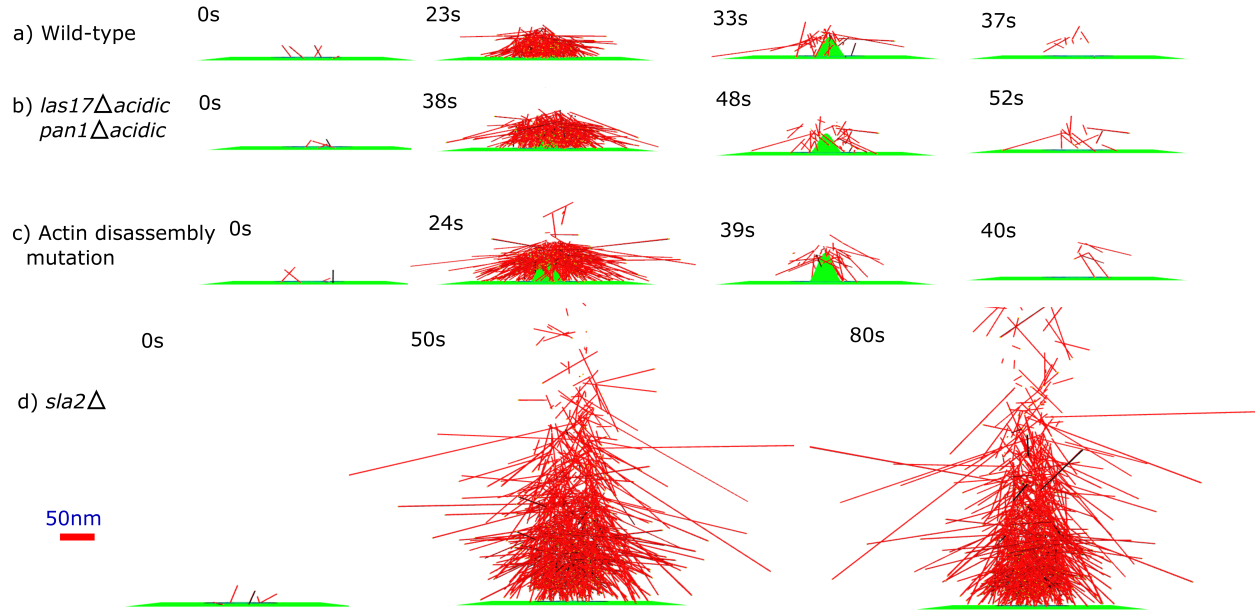 a) Wild-type
0s
23s
33s
37s
b) las17Δacidic
pan1Δacidic
0s
38s
48s
52s
c) Actin disassembly
mutation
0s
24s
39s
40s
0s
50s
80s
d) sla2Δ
50nm